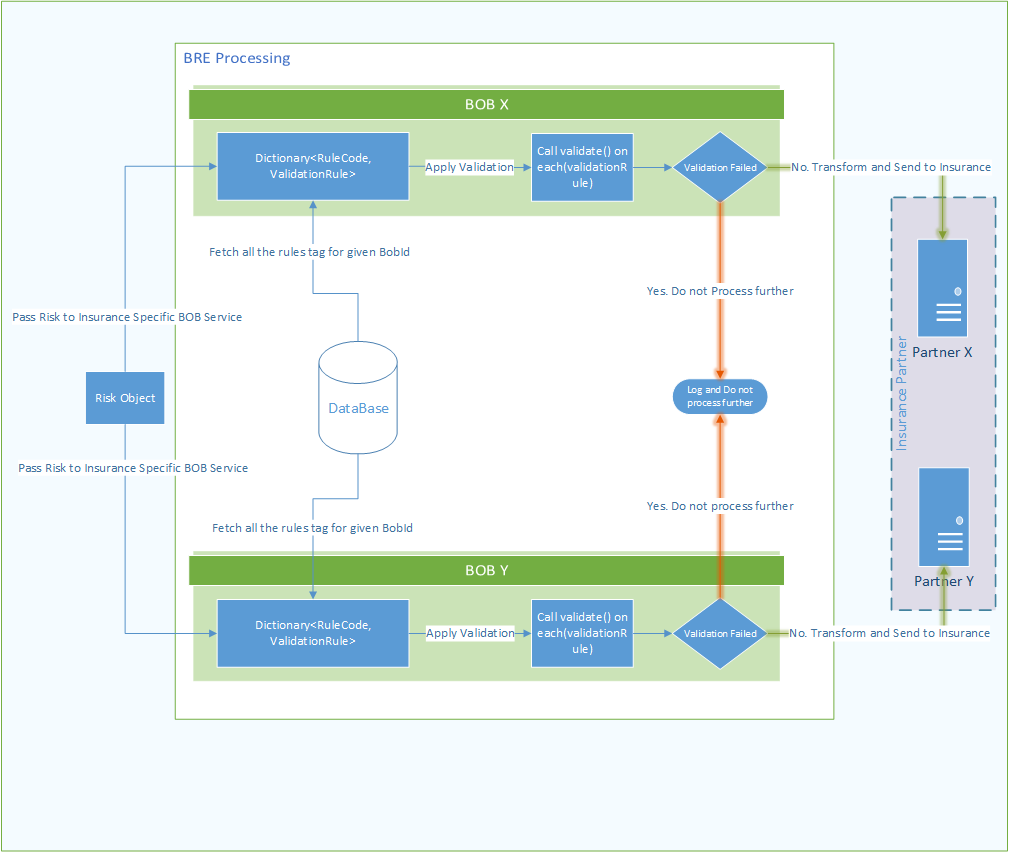 BRE Processing
BOB X
Dictionary<RuleCode,
ValidationRule>
Apply Validation
Call validate() on
each(validationR
ule)
Validation Failed
No. Transform and Send to Insurance
Fetch all the rules tag for given BobId
Yes. Do not Process further
Pass Risk to Insurance Specific BOB Service
Partner X
Insurance Partner
Risk Object
DataBase
Log and Do not
process further
Pass Risk to Insurance Specific BOB Service
Yes. Do not process further
Fetch all the rules tag for given BobId
BOB Y
Partner Y
Dictionary<RuleCode,
ValidationRule>
Apply Validation
Call validate() on
each(validationR
ule)
Validation Failed
No. Transform and Send to Insurance